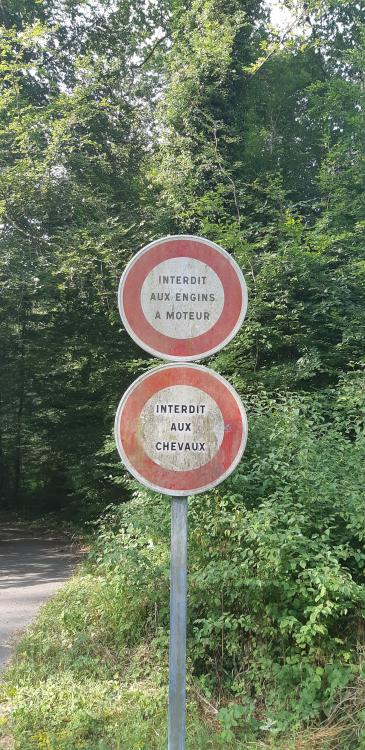 INTERDIT
AUX ENGINS
A MOTEUR
INTERDIT
AUX
CHEVAUX